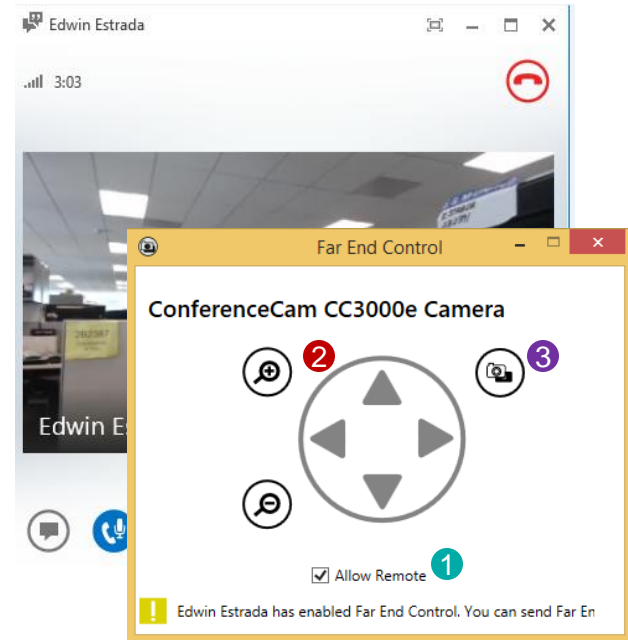 Edwin Estrada
3:03
Far End Control
ConferenceCam CC3000e Camera
2
3
Edwin Es
Allow Remote
1
Edwin Estrada has enabled Far End Control. You can send Far En